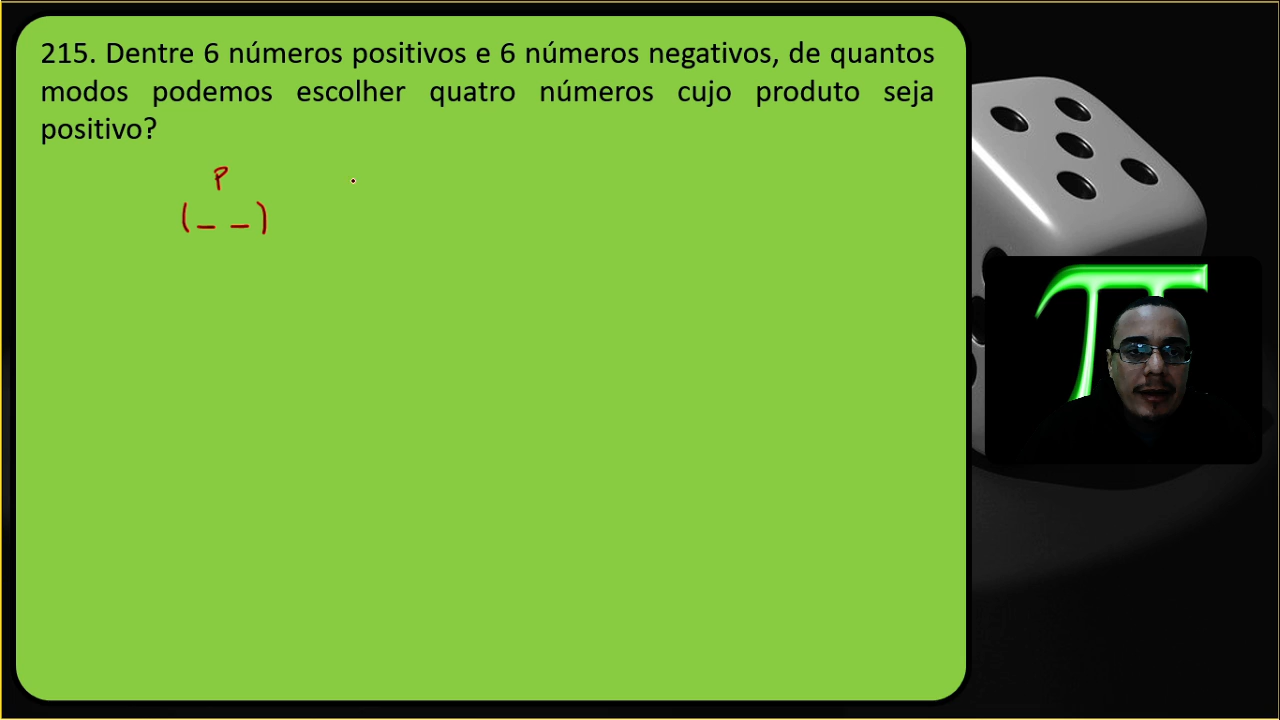 215. Dentre 6 números positivos e 6 números negativos, de quantos
modos podemos escolher quatro números cujo produto seja
positivo?
P
(_ _)